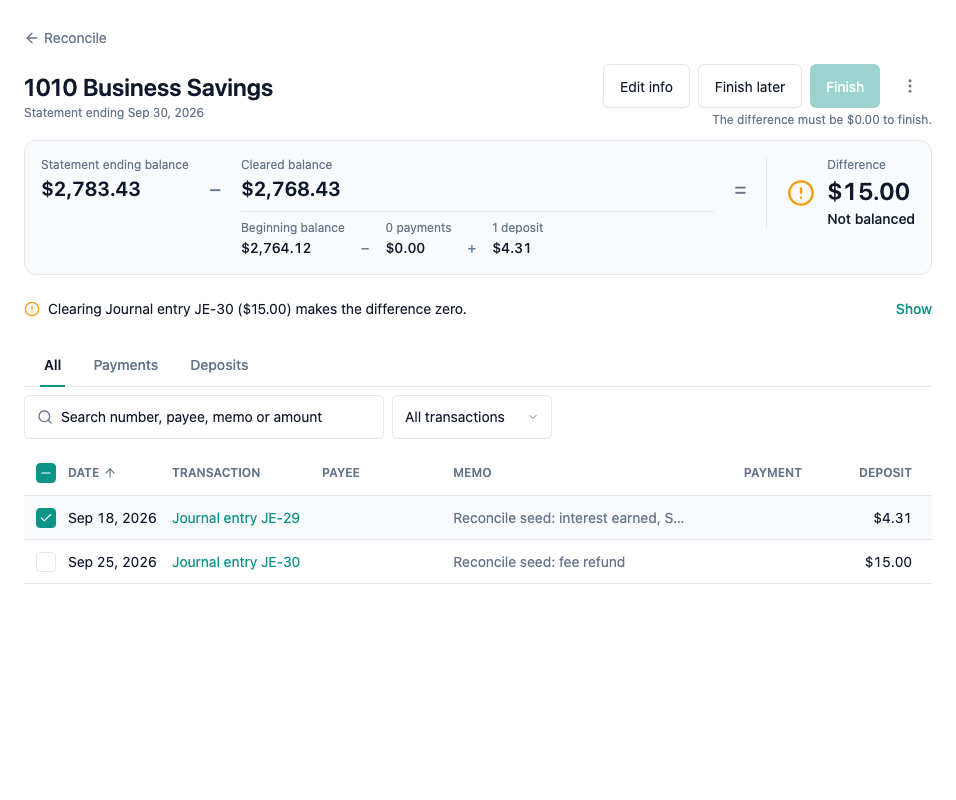 Reconcile
1010 Business Savings
Statement ending Sep 30, 2026
Edit info
Finish later
Finish
The difference must be $0.00 to finish.
Statement ending balance
$2,783.43
–
Cleared balance
$2,768.43
Beginning balance
$2,764.12
–
0 payments
$0.00
+
1 deposit
$4.31
=
Difference
$15.00
Not balanced
Clearing Journal entry JE-30 ($15.00) makes the difference zero.
Show
All Payments Deposits
Search number, payee, memo or amount
All transactions
DATE TRANSACTION PAYEE MEMO PAYMENT DEPOSIT
Sep 18, 2026 Journal entry JE-29 Reconcile seed: interest earned, S... $4.31
Sep 25, 2026 Journal entry JE-30 Reconcile seed: fee refund $15.00